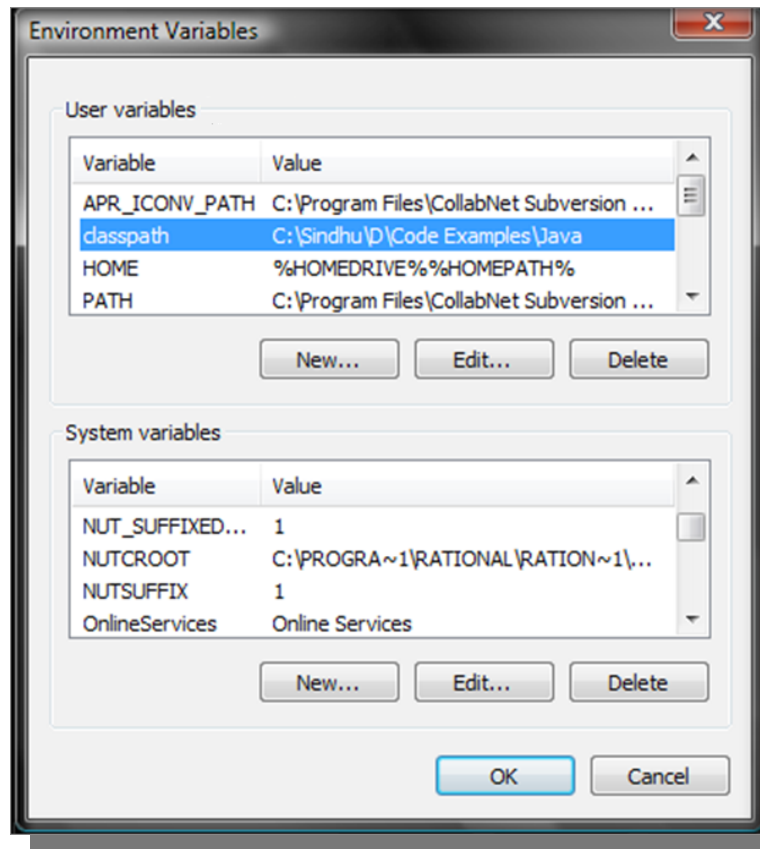 Environment Variables
User variables
Variable Value
APR_ICONV_PATH C:\Program Files\CollabNet Subversion ...
classpath C:\Sindhu\D\Code Examples\Java
HOME %HOMEDRIVE%%HOMEPATH%
PATH C:\Program Files\CollabNet Subversion ...
New... Edit... Delete
System variables
Variable Value
NUT_SUFFIXED... 1
NUTCROOT C:\PROGRA~1\RATIONAL\RATION~1\...
NUTSUFFIX 1
OnlineServices Online Services
New... Edit... Delete
OK Cancel